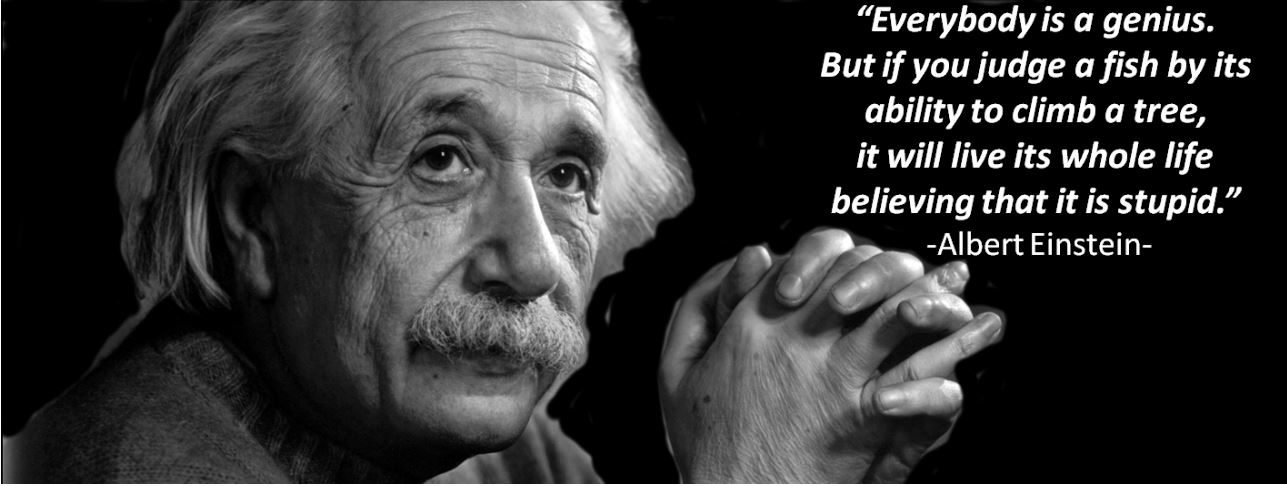 “Everybody is a genius.
But if you judge a fish by its
ability to climb a tree,
it will live its whole life
believing that it is stupid.”
-Albert Einstein-